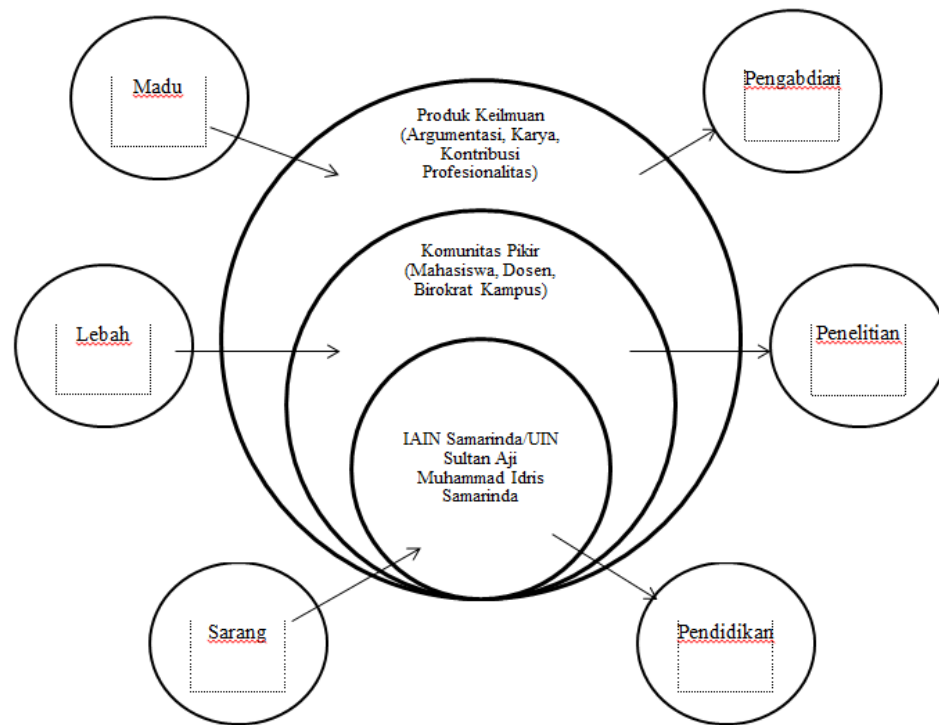 Madu
Pengabdian
Produk Keilmuan
(Argumentasi, Karya,
Kontribusi
Profesionalitas)
Komunitas Pikir
(Mahasiswa, Dosen,
Birokrat Kampus)
Lebah
Penelitian
IAIN Samarinda/UIN
Sultan Aji
Muhammad Idris
Samarinda
Sarang
Pendidikan